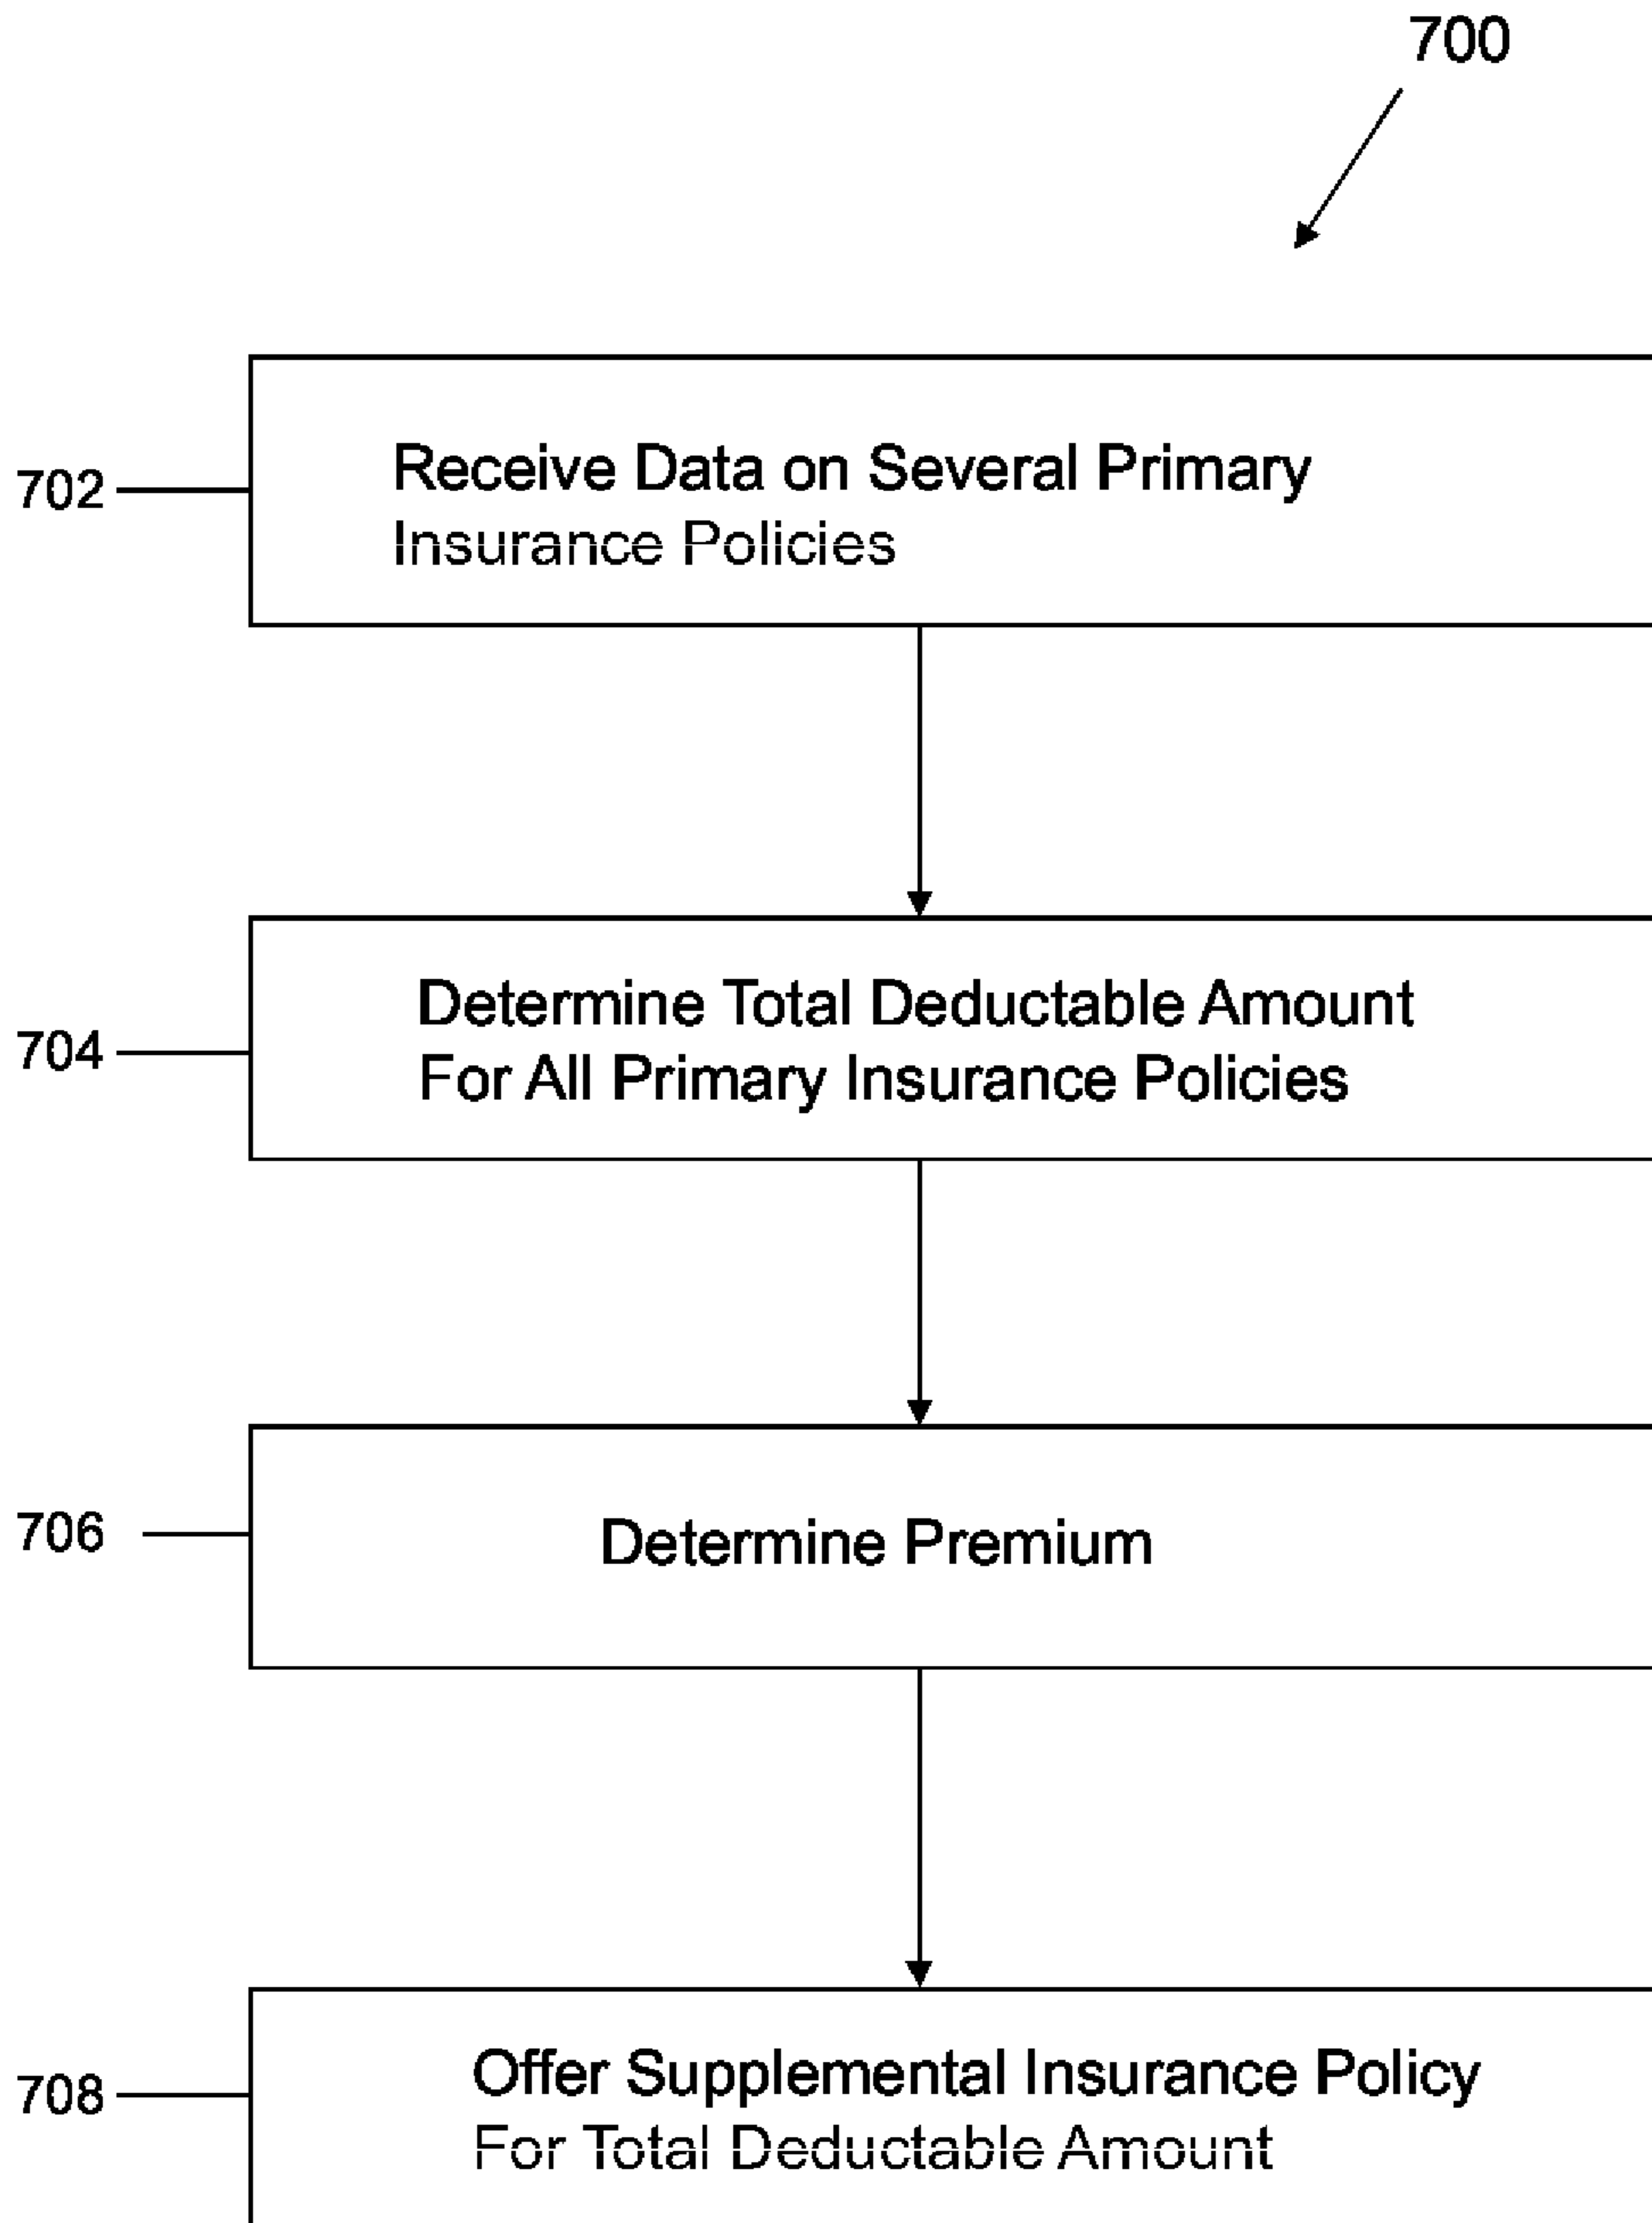 700
702
Receive Data on Several Primary
Insurance Policies
704
Determine Total Deductable Amount
For All Primary Insurance Policies
706
Determine Premium
708
Offer Supplemental Insurance Policy
For Total Deductable Amount